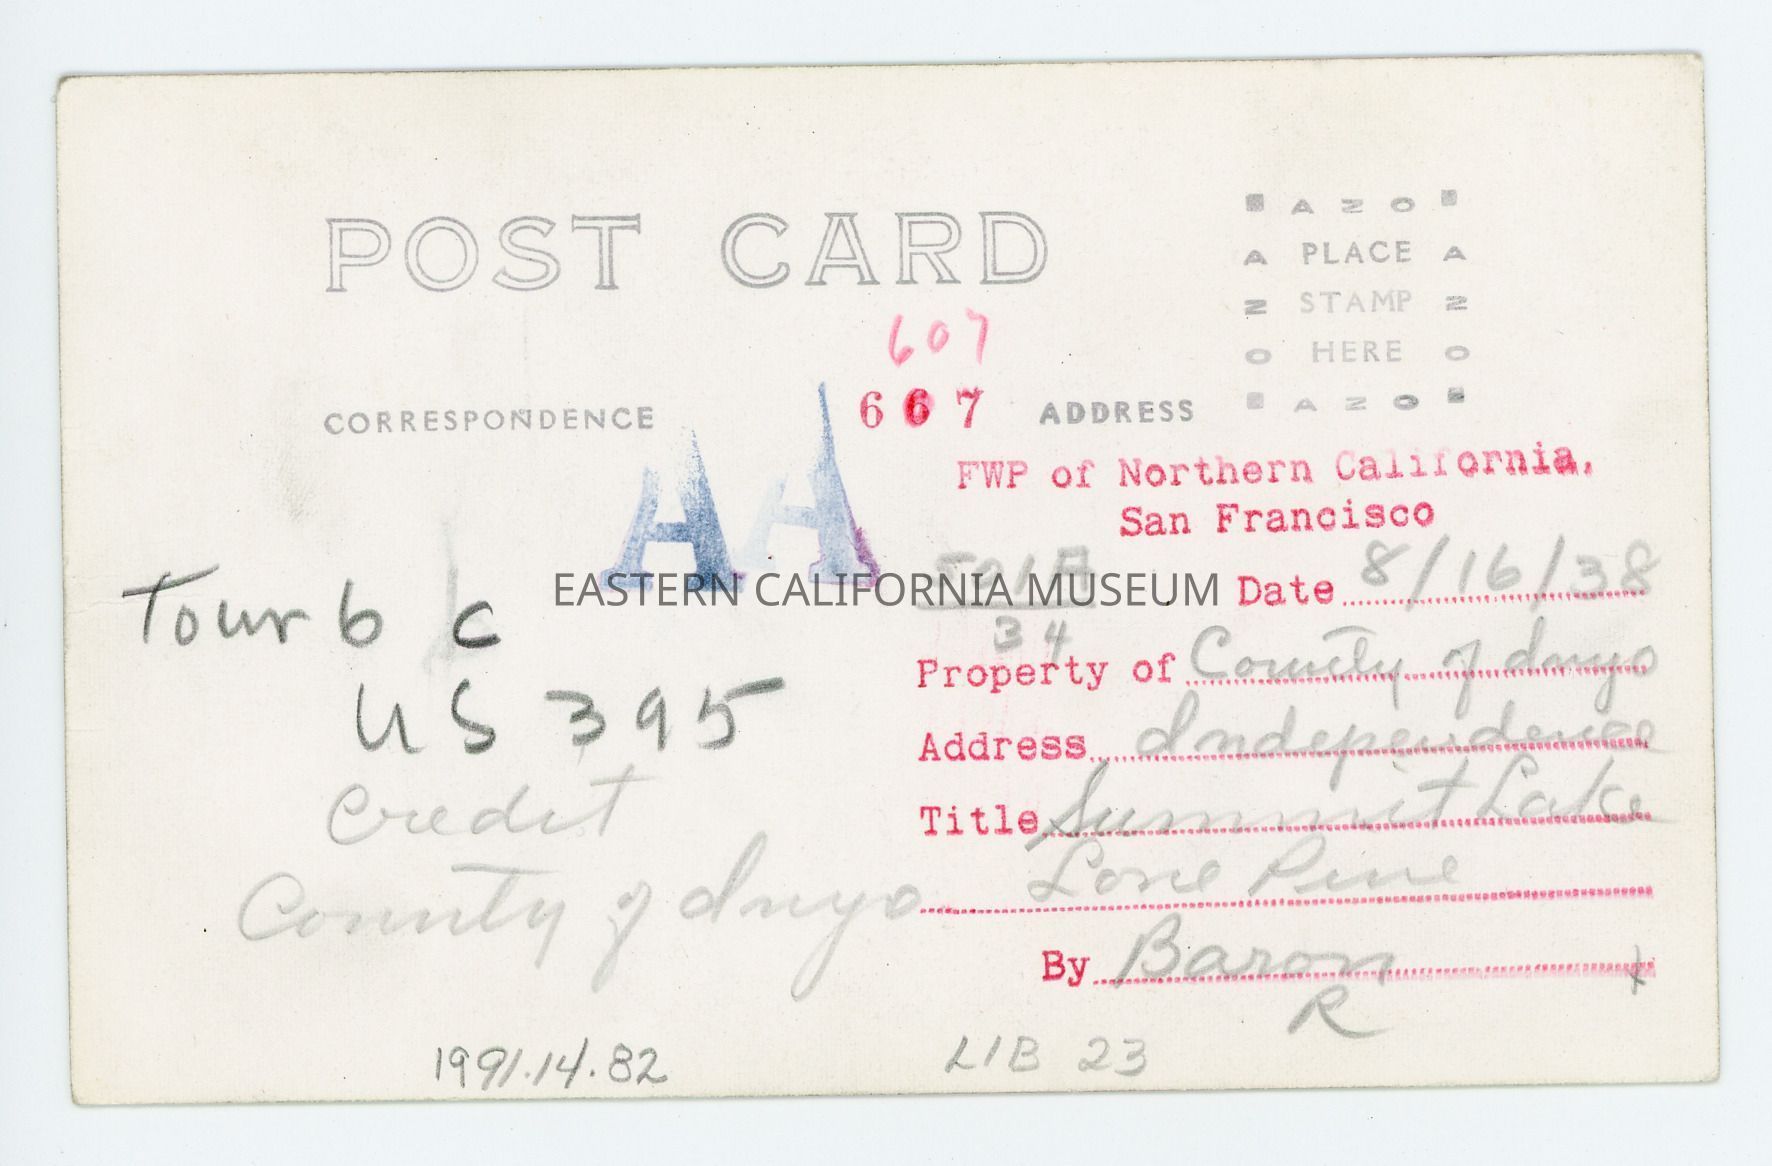 POST CARD
AZO
A PLACE A
Z STAMP Z
O HERE O
AZO
607
667
CORRESPONDENCE
ADDRESS
AA
FWP of Northern California,
San Francisco
501B
34
EASTERN CALIFORNIA MUSEUM
Date 8/16/38
Tour 6 c
US 395
Credit
County of Inyo
Property of County of Inyo
Address Independence
Title Summit Lake
Lone Pine
By Baron
R
1991.14.82
LIB 23